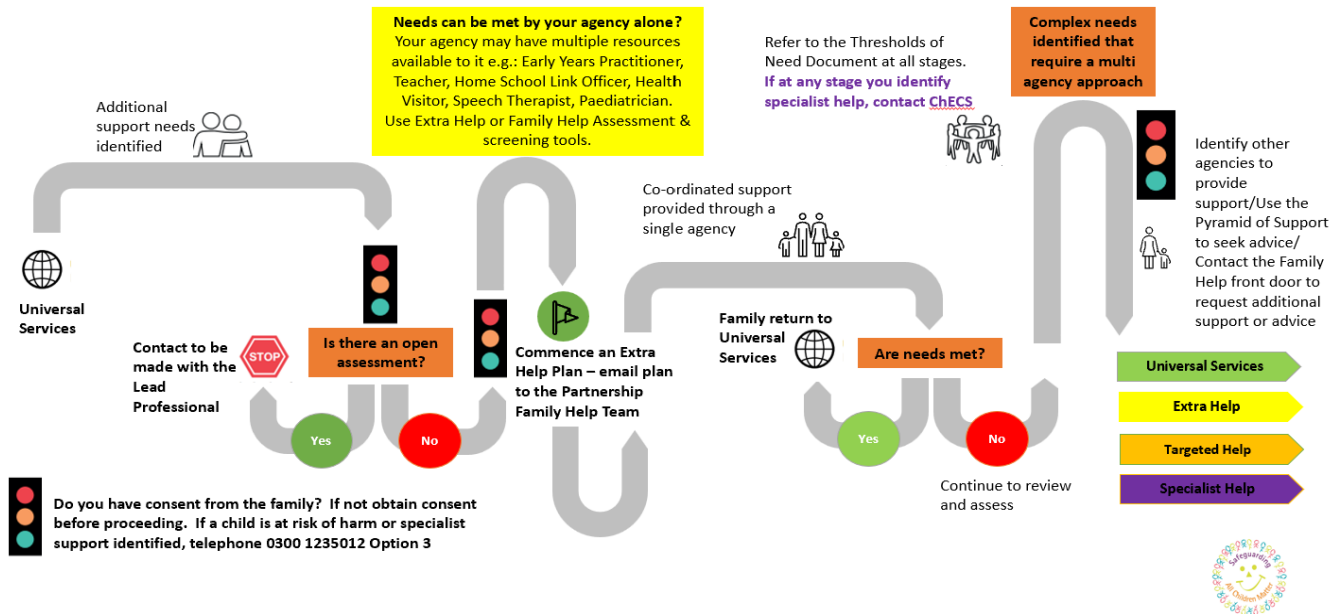 Additional
support needs
identified
Universal
Services
Needs can be met by your agency alone?
Your agency may have multiple resources
available to it e.g.: Early Years Practitioner,
Teacher, Home School Link Officer, Health
Visitor, Speech Therapist, Paediatrician.
Use Extra Help or Family Help Assessment &
screening tools.
Is there an open
assessment?
STOP
Contact to be
made with the
Lead
Professional
Yes
No
Commence an Extra
Help Plan – email plan
to the Partnership
Family Help Team
Co-ordinated support
provided through a
single agency
Refer to the Thresholds of
Need Document at all stages.
If at any stage you identify
specialist help, contact ChECS
Family return to
Universal
Services
Are needs met?
Yes
No
Continue to review
and assess
Complex needs
identified that
require a multi
agency approach
Identify other
agencies to
provide
support/Use the
Pyramid of Support
to seek advice/
Contact the Family
Help front door to
request additional
support or advice
Universal Services
Extra Help
Targeted Help
Specialist Help
Do you have consent from the family?  If not obtain consent
before proceeding.  If a child is at risk of harm or specialist
support identified, telephone 0300 1235012 Option 3
Safeguarding
All Children Matter